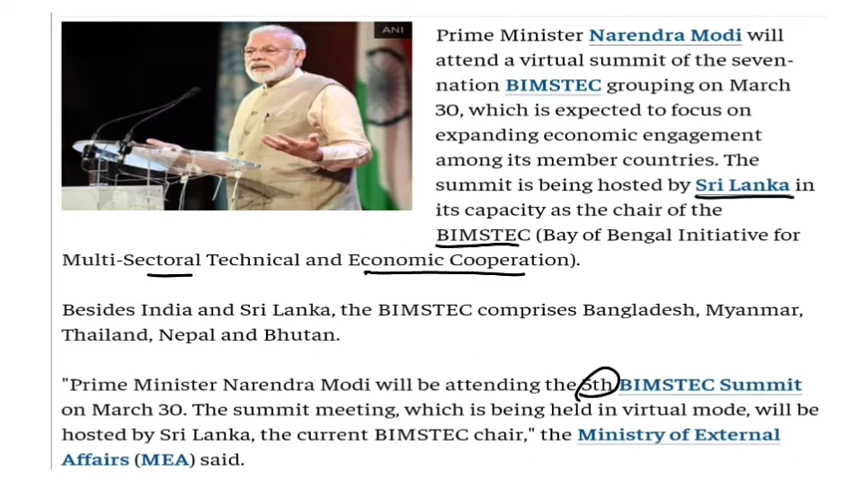 ANI
Prime Minister Narendra Modi will
attend a virtual summit of the seven-
nation BIMSTEC grouping on March
30, which is expected to focus on
expanding economic engagement
among its member countries. The
summit is being hosted by Sri Lanka in
its capacity as the chair of the
BIMSTEC (Bay of Bengal Initiative for
Multi-Sectoral Technical and Economic Cooperation).
Besides India and Sri Lanka, the BIMSTEC comprises Bangladesh, Myanmar,
Thailand, Nepal and Bhutan.
"Prime Minister Narendra Modi will be attending the 5th BIMSTEC Summit
on March 30. The summit meeting, which is being held in virtual mode, will be
hosted by Sri Lanka, the current BIMSTEC chair," the Ministry of External
Affairs (MEA) said.